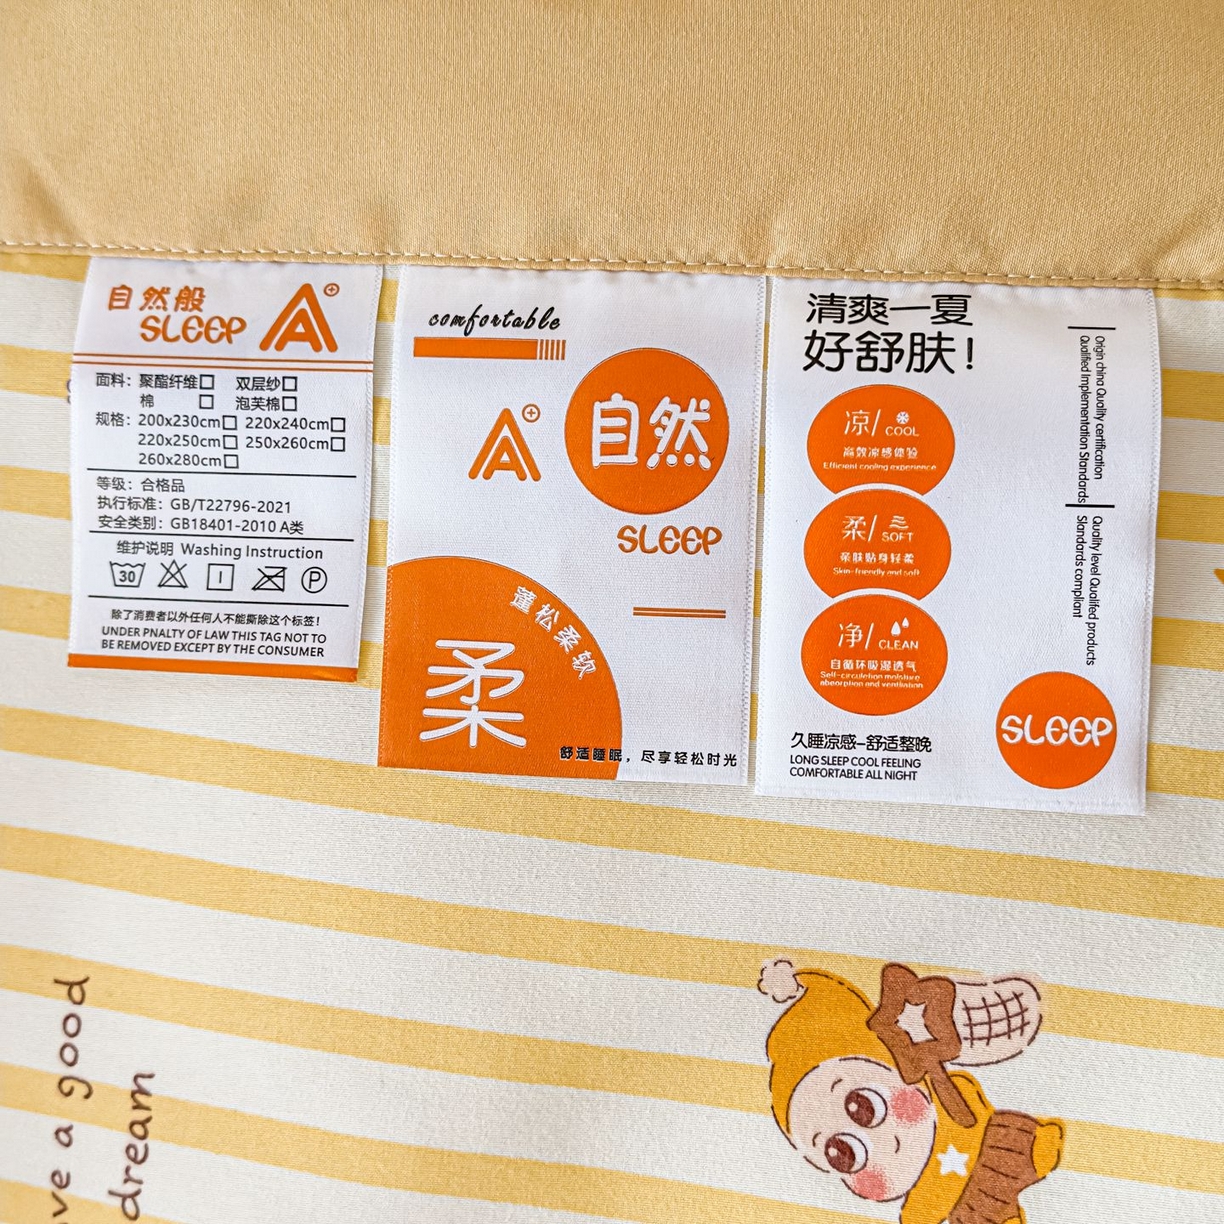 自然般
SLEEP
A
面料：聚酯纤维□ 双层纱□
棉 □ 泡芙棉□
规格：200x230cm□ 220x240cm□
220x250cm□ 250x260cm□
260x280cm□
等级：合格品
执行标准：GB/T22796-2021
安全类别：GB18401-2010 A类
维护说明 Washing Instruction
30
P
除了消费者以外任何人不能撕除这个标签！
UNDER PNALTY OF LAW THIS TAG NOT TO
BE REMOVED EXCEPT BY THE CONSUMER
comfortable
A
自然
SLEEP
蓬松柔软
柔
舒适睡眠，尽享轻松时光
清爽一夏
好舒肤！
凉/ COOL
高效凉感体验
Efficient cooling experience
柔/ SOFT
亲肤贴身轻柔
Skin-friendly and soft
净/ CLEAN
自循环吸湿透气
Self-circulation moisture
absorption and ventilation
久睡凉感-舒适整晚
LONG SLEEP COOL FEELING
COMFORTABLE ALL NIGHT
Origin china Quality certification
Qualified Implementation Standards
Quality level Qualifed products
Standards compliant
SLEEP
a good
dream